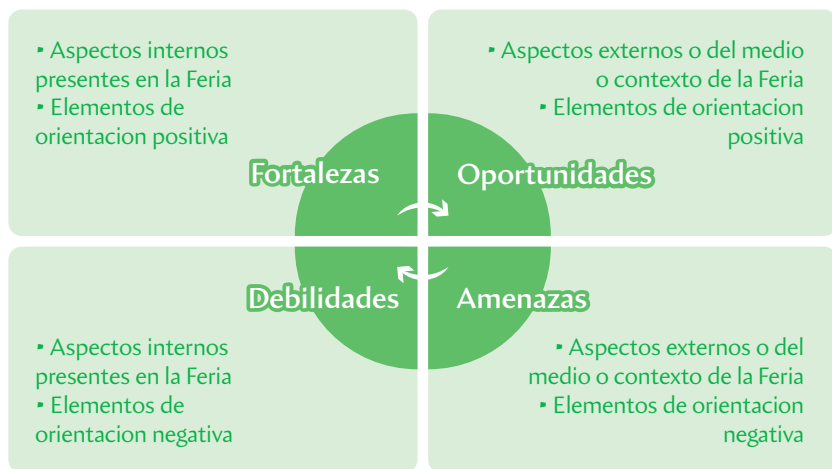 • Aspectos internos
presentes en la Feria
• Elementos de
orientacion positiva
Fortalezas
• Aspectos externos o del medio
o contexto de la Feria
• Elementos de orientacion
positiva
Oportunidades
Debilidades
• Aspectos internos
presentes en la Feria
• Elementos de
orientacion negativa
Amenazas
• Aspectos externos o del
medio o contexto de la Feria
• Elementos de orientacion
negativa